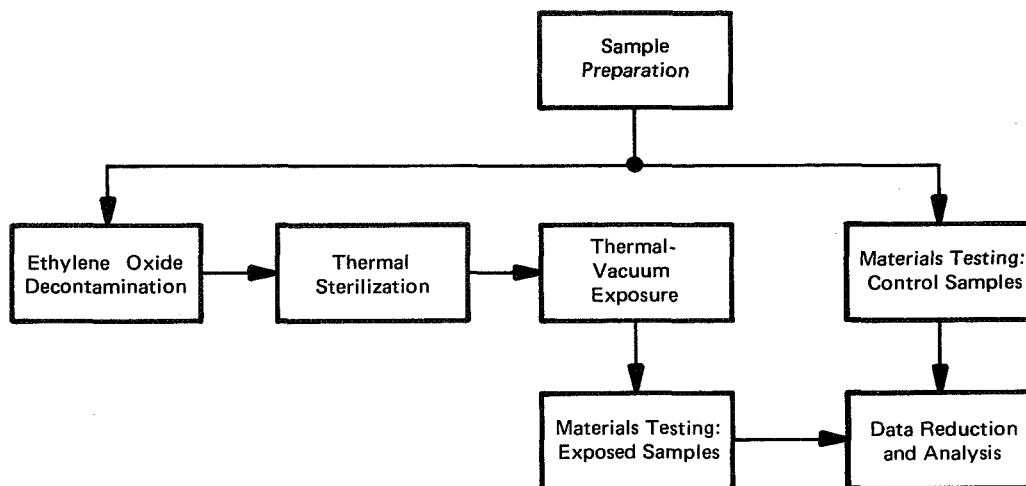 Sample
Preparation
Ethylene Oxide
Decontamination
Thermal
Sterilization
Thermal-
Vacuum
Exposure
Materials Testing:
Control Samples
Materials Testing:
Exposed Samples
Data Reduction
and Analysis